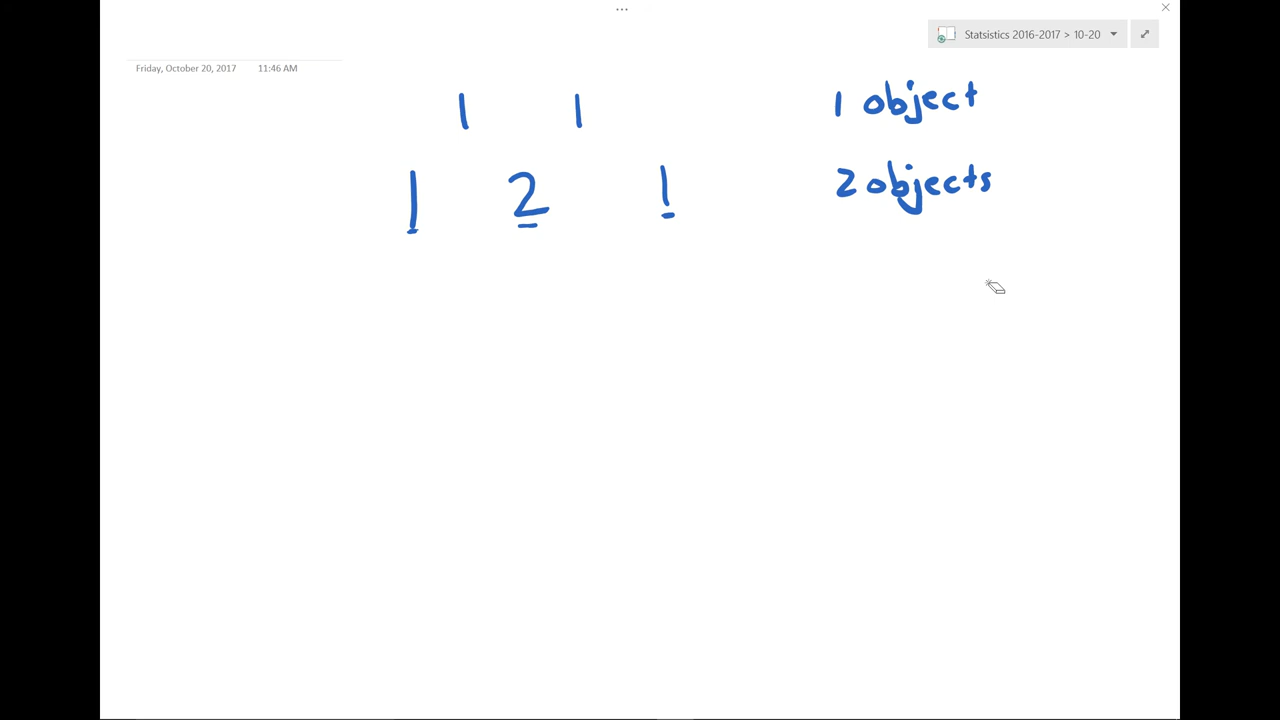 ...
Statsistics 2016-2017 > 10-20
Friday, October 20, 2017 11:46 AM
1 1 1 object
1 2 1 2 objects